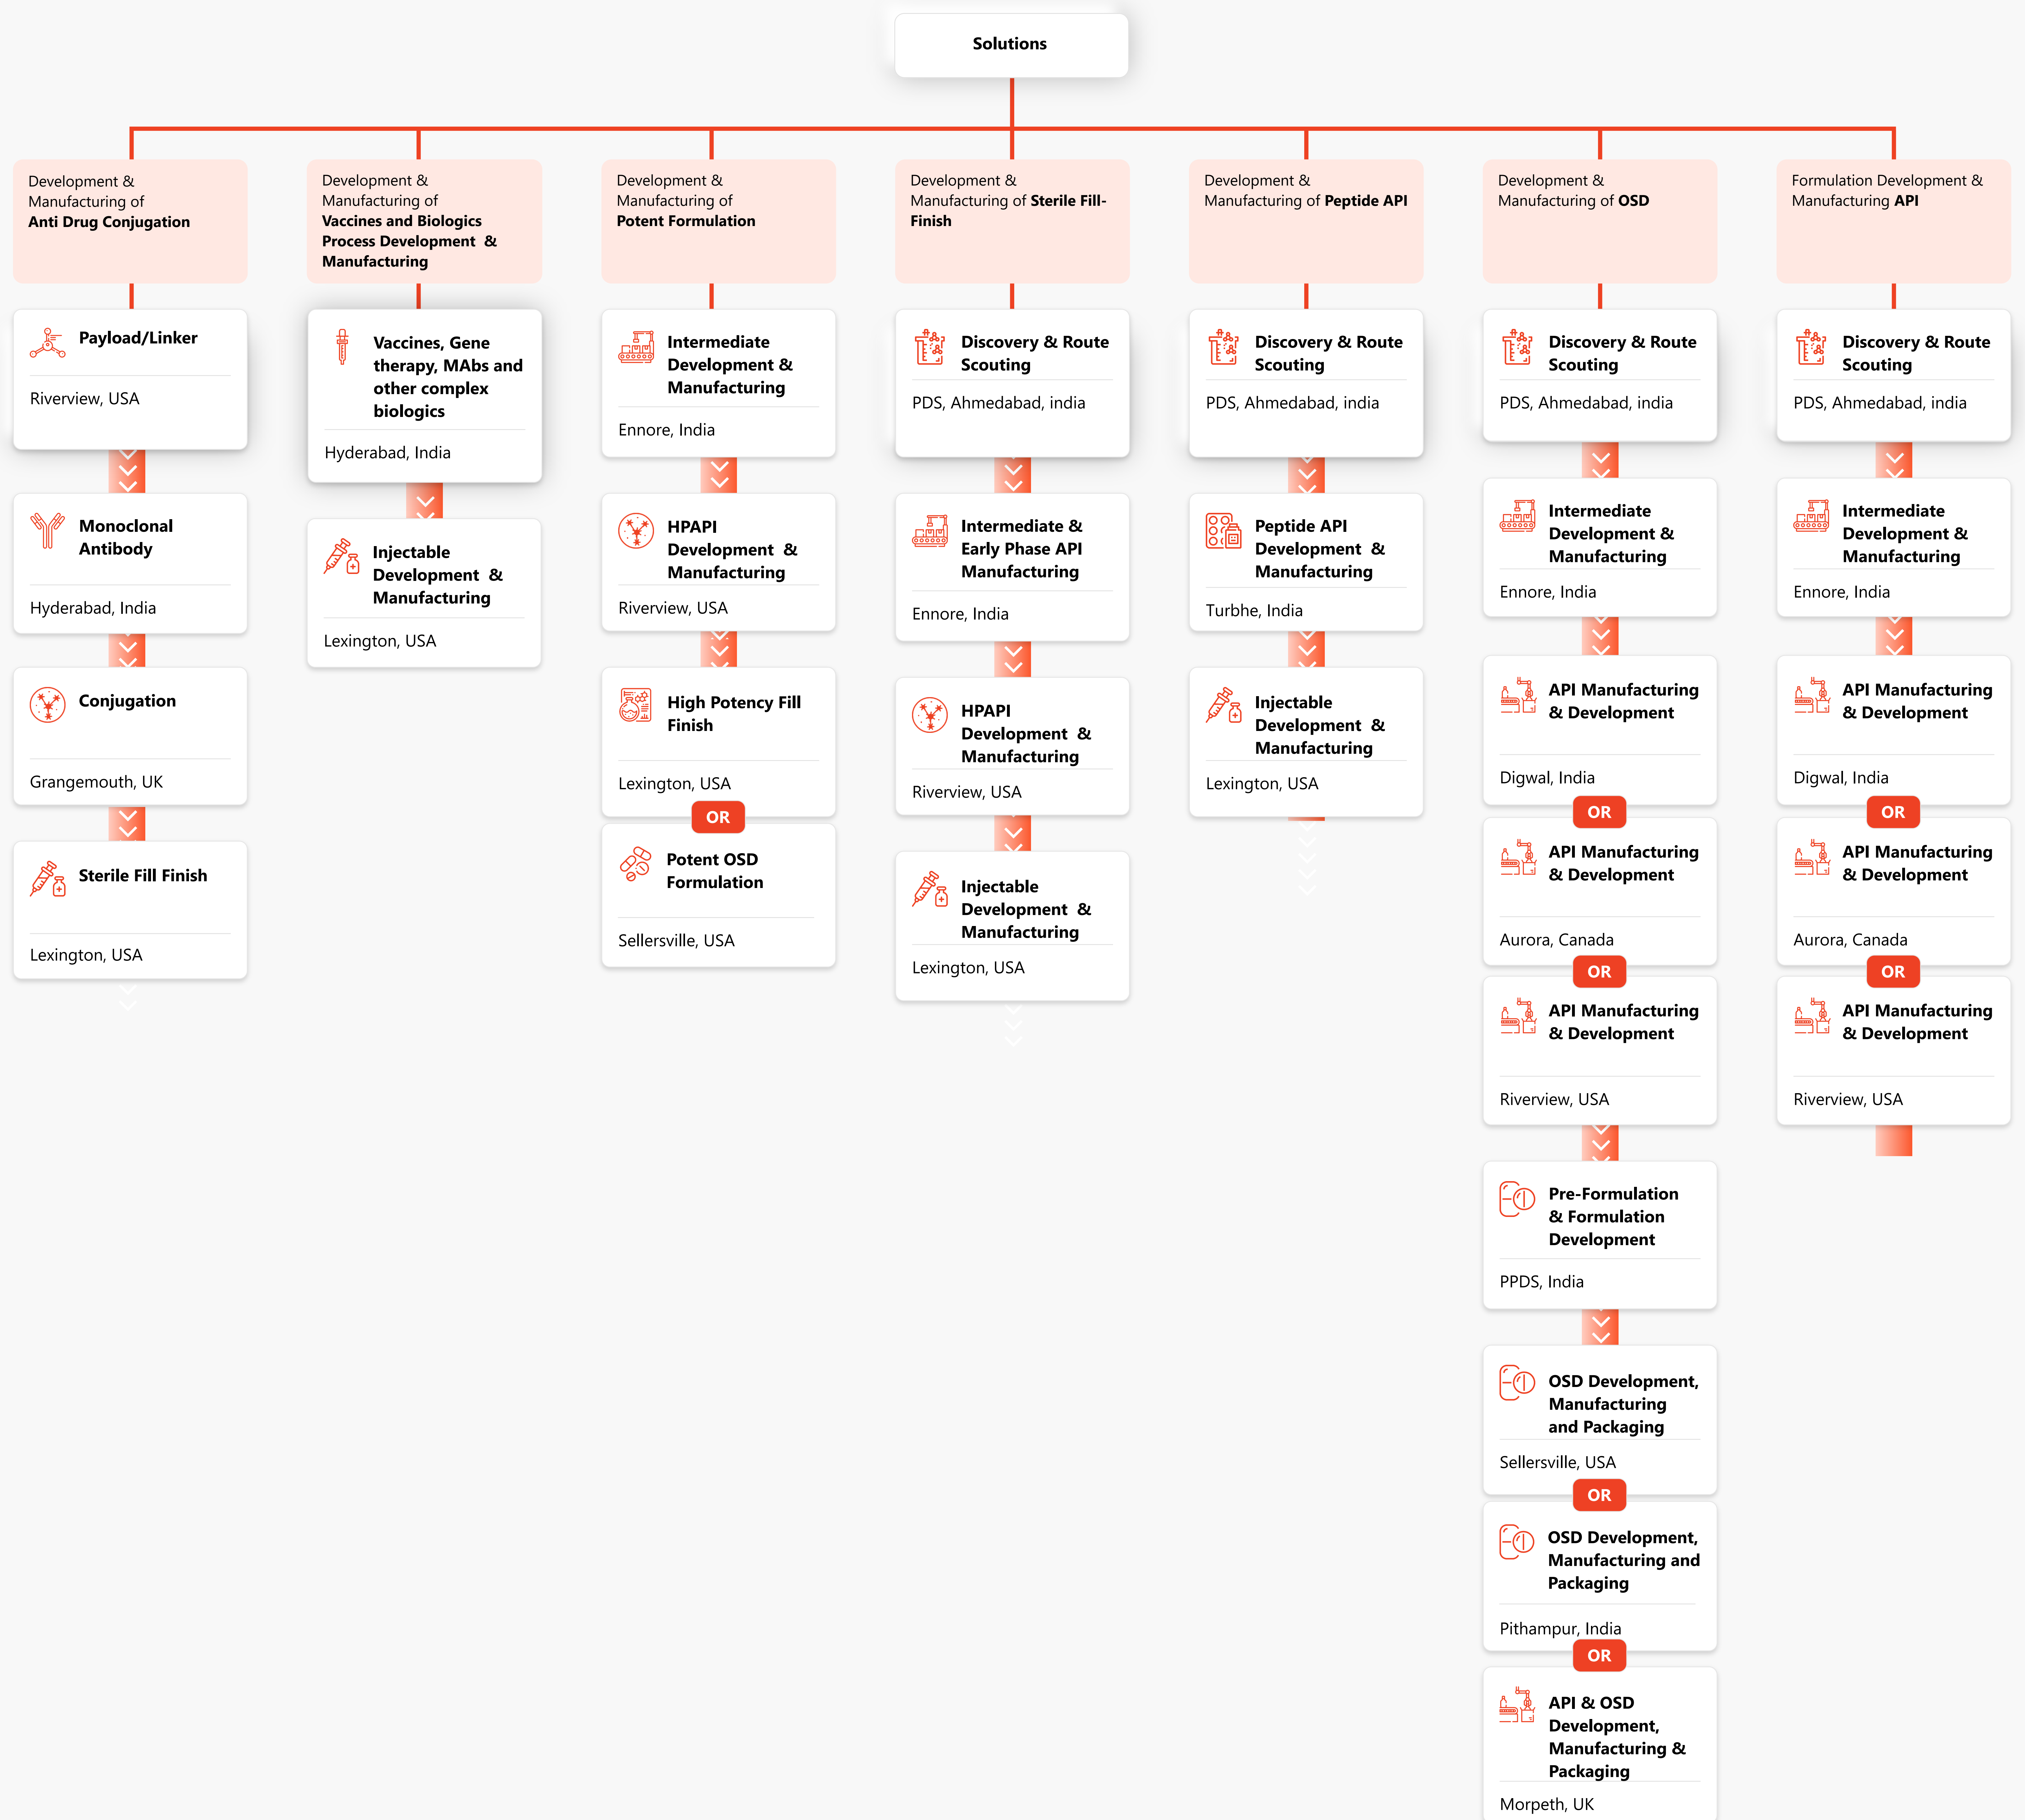 Solutions
Development &
Manufacturing of
Anti Drug Conjugation
Payload/Linker
Riverview, USA
Monoclonal
Antibody
Hyderabad, India
Conjugation
Grangemouth, UK
Sterile Fill Finish
Lexington, USA
Development &
Manufacturing of
Vaccines and Biologics
Process Development &
Manufacturing
Vaccines, Gene
therapy, MAbs and
other complex
biologics
Hyderabad, India
Injectable
Development &
Manufacturing
Lexington, USA
Development &
Manufacturing of
Potent Formulation
Intermediate
Development &
Manufacturing
Ennore, India
HPAPI
Development &
Manufacturing
Riverview, USA
High Potency Fill
Finish
Lexington, USA
OR
Potent OSD
Formulation
Sellersville, USA
Development &
Manufacturing of Sterile Fill-
Finish
Discovery & Route
Scouting
PDS, Ahmedabad, india
Intermediate &
Early Phase API
Manufacturing
Ennore, India
HPAPI
Development &
Manufacturing
Riverview, USA
Injectable
Development &
Manufacturing
Lexington, USA
Development &
Manufacturing of Peptide API
Discovery & Route
Scouting
PDS, Ahmedabad, india
Peptide API
Development &
Manufacturing
Turbhe, India
Injectable
Development &
Manufacturing
Lexington, USA
Development &
Manufacturing of OSD
Discovery & Route
Scouting
PDS, Ahmedabad, india
Intermediate
Development &
Manufacturing
Ennore, India
API Manufacturing
& Development
Digwal, India
OR
API Manufacturing
& Development
Aurora, Canada
OR
API Manufacturing
& Development
Riverview, USA
Pre-Formulation
& Formulation
Development
PPDS, India
OSD Development,
Manufacturing
and Packaging
Sellersville, USA
OR
OSD Development,
Manufacturing and
Packaging
Pithampur, India
OR
API & OSD
Development,
Manufacturing &
Packaging
Morpeth, UK
Formulation Development &
Manufacturing API
Discovery & Route
Scouting
PDS, Ahmedabad, india
Intermediate
Development &
Manufacturing
Ennore, India
API Manufacturing
& Development
Digwal, India
OR
API Manufacturing
& Development
Aurora, Canada
OR
API Manufacturing
& Development
Riverview, USA